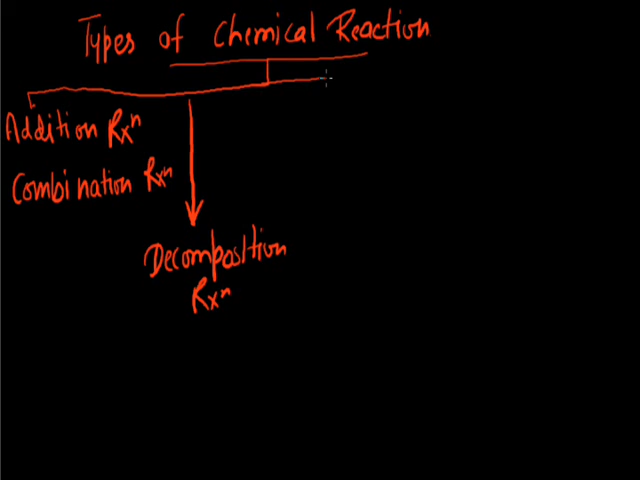 Types of Chemical Reaction
Addition Rxⁿ
Combination Rxⁿ
Decomposition
Rxⁿ